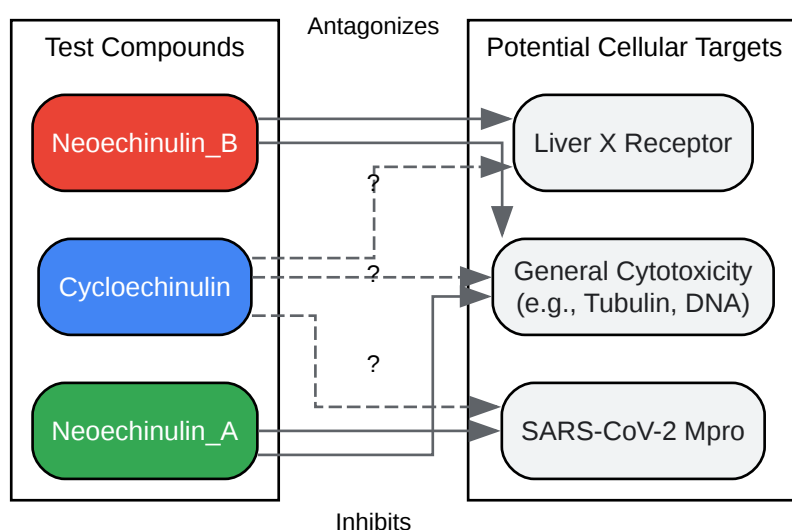 Antagonizes
Test Compounds
Potential Cellular Targets
Neoechinulin_B
Liver X Receptor
?
Cycloechinulin
?
General Cytotoxicity
(e.g., Tubulin, DNA)
?
Neoechinulin_A
SARS-CoV-2 Mpro
Inhibits